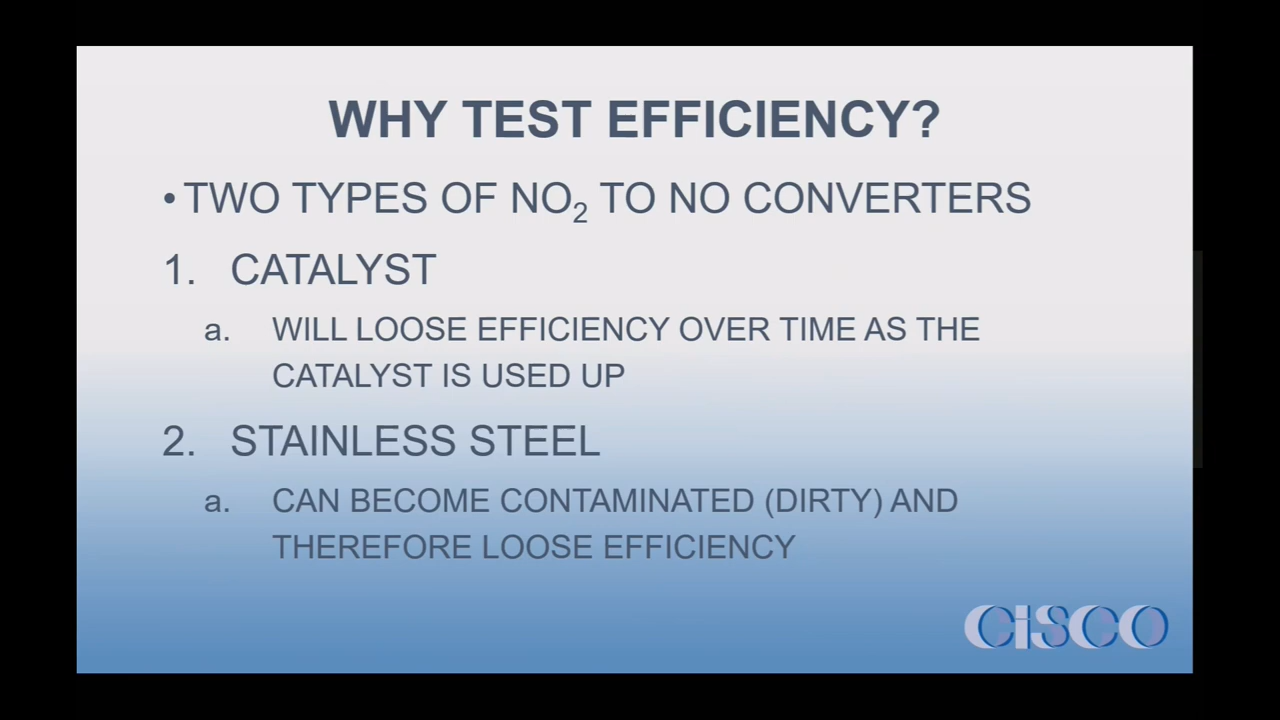 WHY TEST EFFICIENCY?
• TWO TYPES OF NO₂ TO NO CONVERTERS
1. CATALYST
a. WILL LOOSE EFFICIENCY OVER TIME AS THE
CATALYST IS USED UP
2. STAINLESS STEEL
a. CAN BECOME CONTAMINATED (DIRTY) AND
THEREFORE LOOSE EFFICIENCY
CiSCO